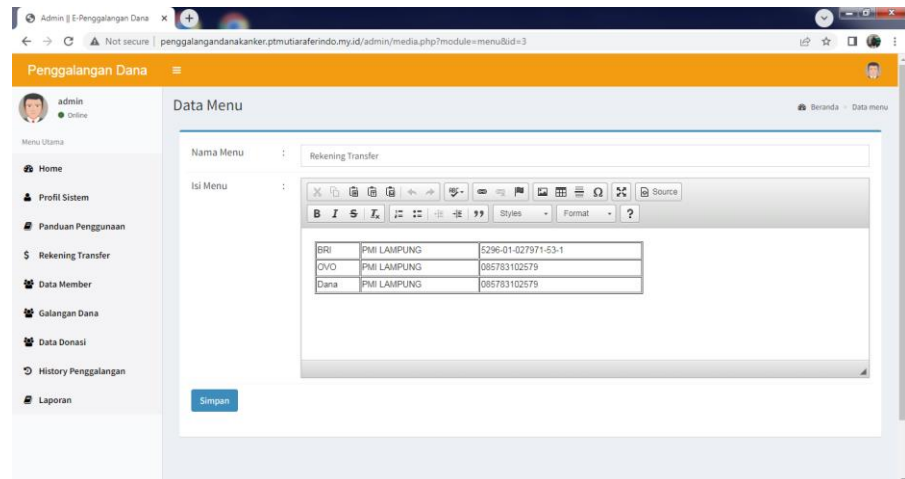 Admin || E-Penggalangan Dana
Not secure | penggalangandanakanker.ptmutiaraferindo.my.id/admin/media.php?module=menu&id=3
Penggalangan Dana
admin
Online
Data Menu
Beranda > Data menu
Menu Utama
Home
Profil Sistem
Panduan Penggunaan
Rekening Transfer
Data Member
Galangan Dana
Data Donasi
History Penggalangan
Laporan
Nama Menu : Rekening Transfer
Isi Menu :
Source
B I S Ix Styles Format ?
BRI PMI LAMPUNG 5296-01-027971-53-1
OVO PMI LAMPUNG 085783102579
Dana PMI LAMPUNG 085783102579
Simpan